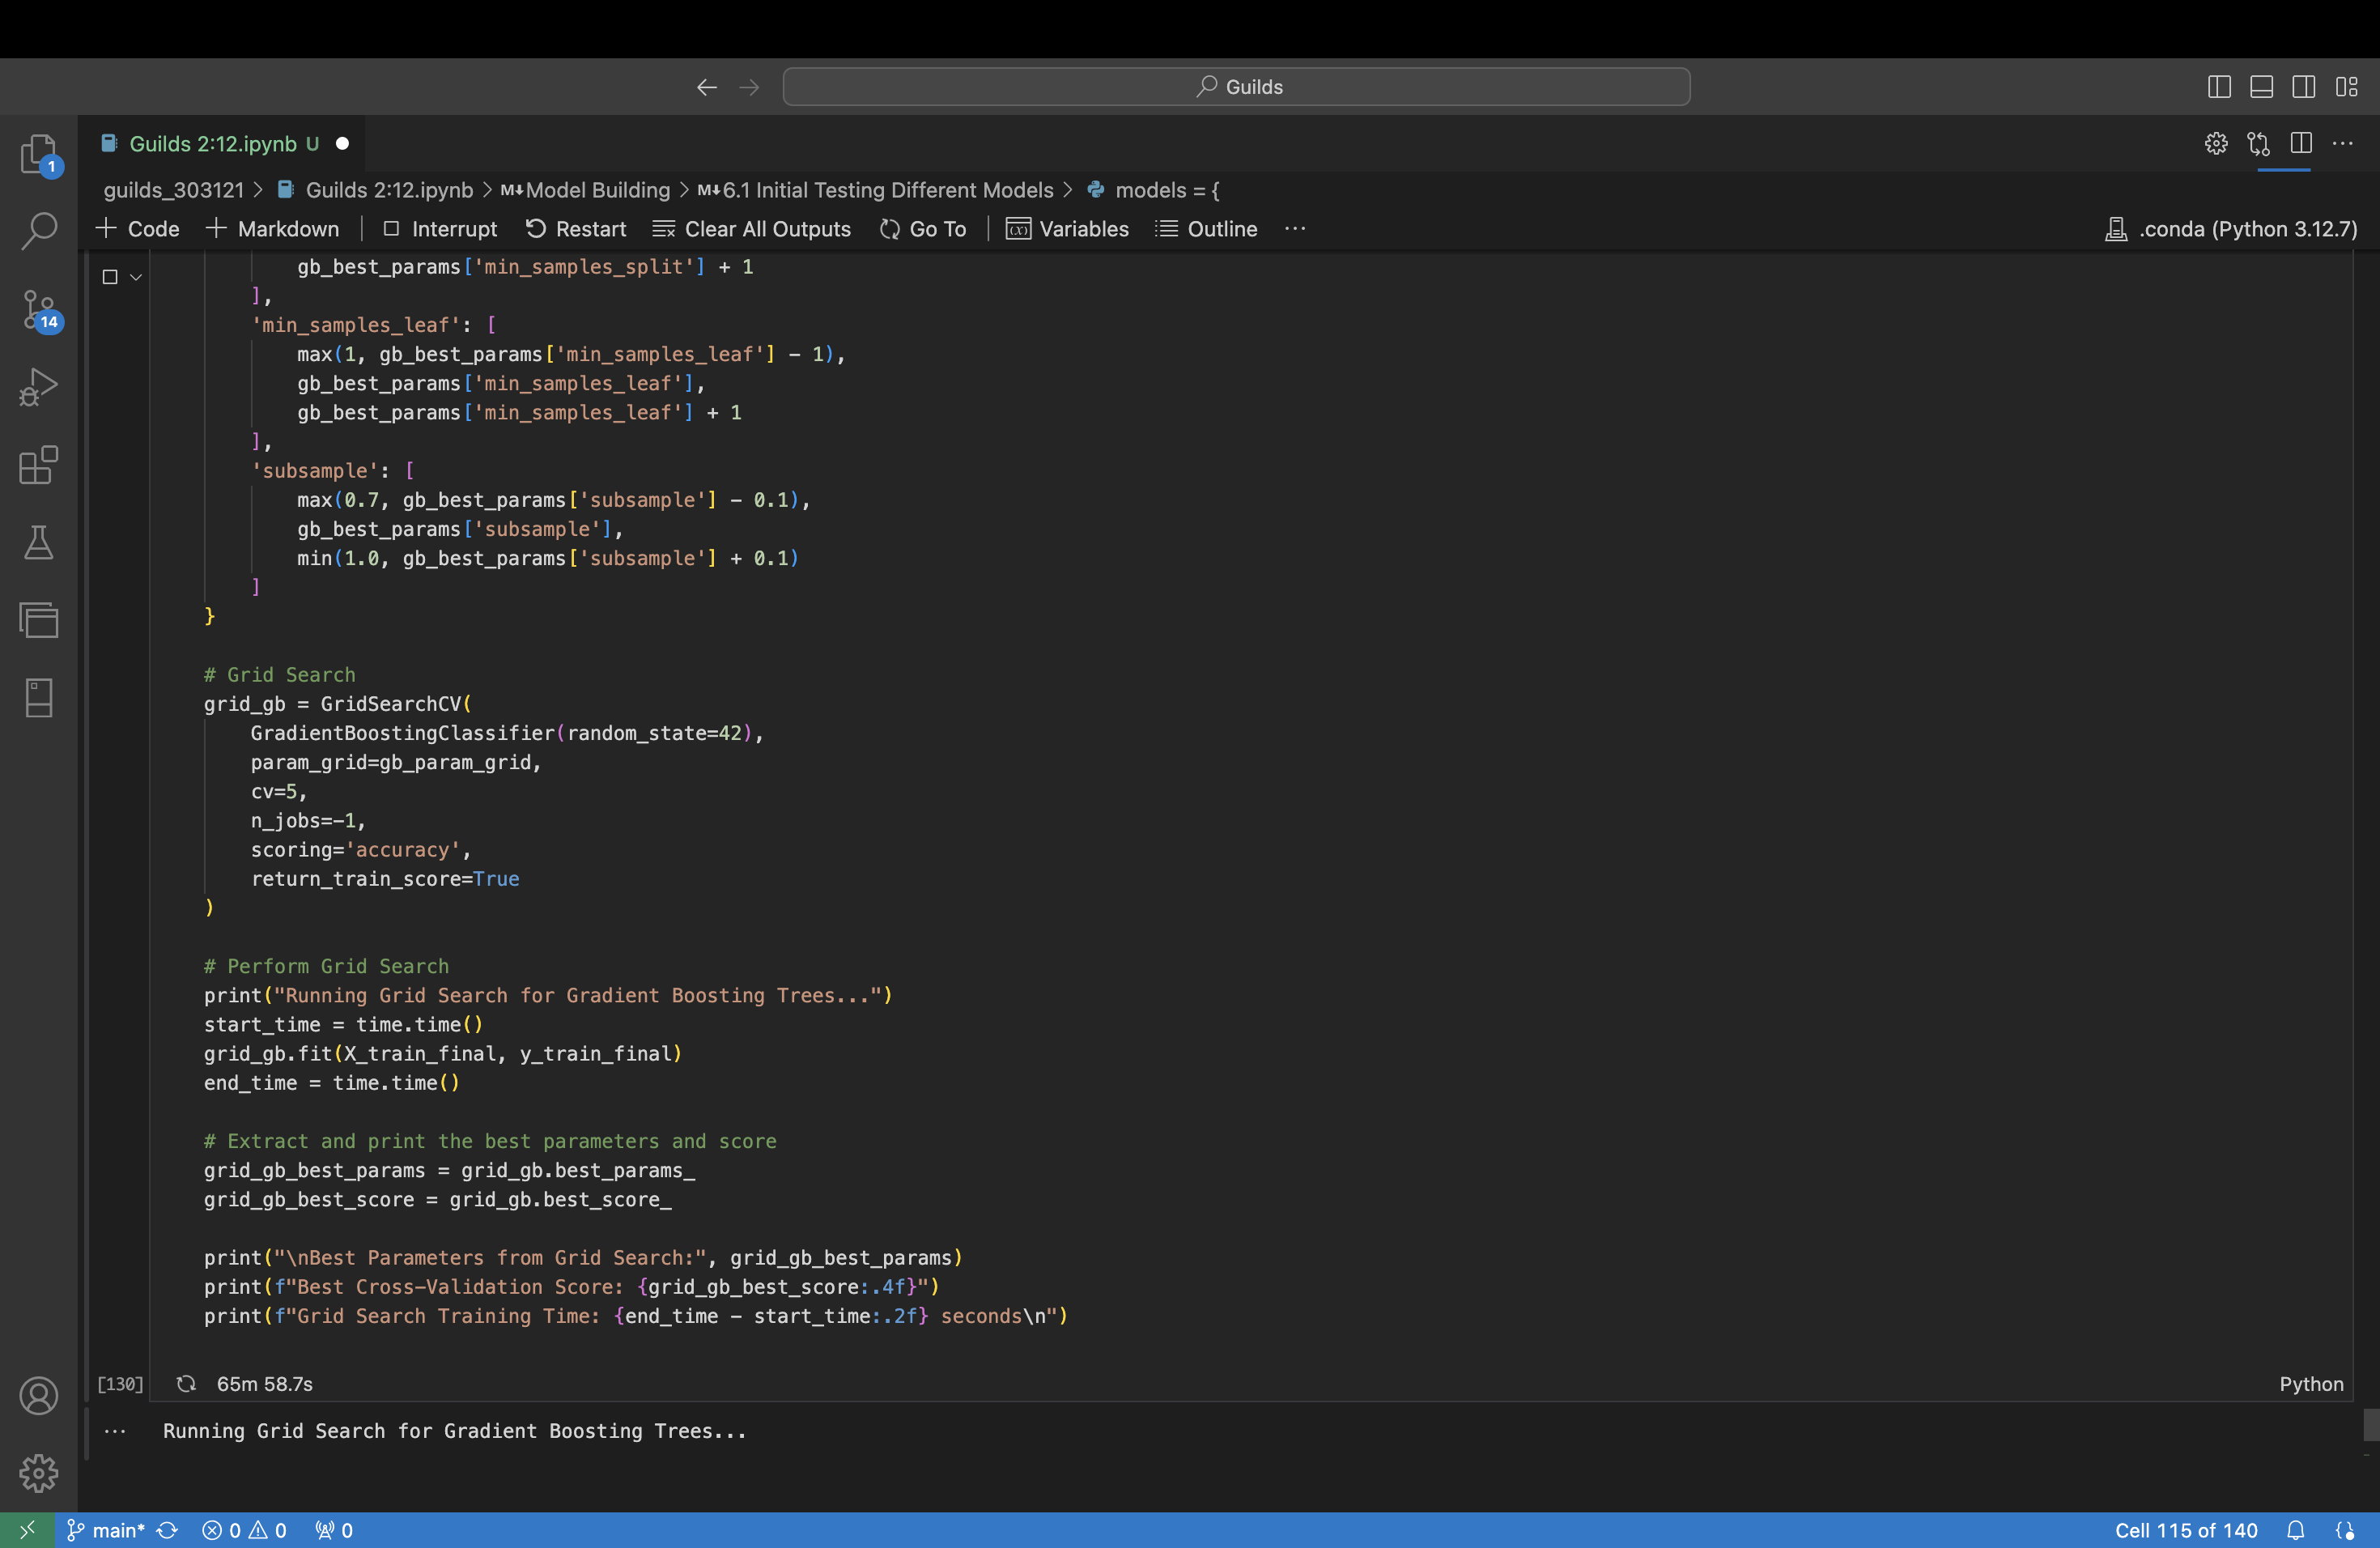 Guilds
Guilds 2:12.ipynb U
guilds_303121 > Guilds 2:12.ipynb > M↓Model Building > M↓6.1 Initial Testing Different Models > models = {
+ Code + Markdown | Interrupt Restart Clear All Outputs Go To | Variables Outline ... .conda (Python 3.12.7)
1
14
gb_best_params['min_samples_split'] + 1
],
'min_samples_leaf': [
max(1, gb_best_params['min_samples_leaf'] - 1),
gb_best_params['min_samples_leaf'],
gb_best_params['min_samples_leaf'] + 1
],
'subsample': [
max(0.7, gb_best_params['subsample'] - 0.1),
gb_best_params['subsample'],
min(1.0, gb_best_params['subsample'] + 0.1)
]
}
# Grid Search
grid_gb = GridSearchCV(
GradientBoostingClassifier(random_state=42),
param_grid=gb_param_grid,
cv=5,
n_jobs=-1,
scoring='accuracy',
return_train_score=True
)
# Perform Grid Search
print("Running Grid Search for Gradient Boosting Trees...")
start_time = time.time()
grid_gb.fit(X_train_final, y_train_final)
end_time = time.time()
# Extract and print the best parameters and score
grid_gb_best_params = grid_gb.best_params_
grid_gb_best_score = grid_gb.best_score_
print("\nBest Parameters from Grid Search:", grid_gb_best_params)
print(f"Best Cross-Validation Score: {grid_gb_best_score:.4f}")
print(f"Grid Search Training Time: {end_time - start_time:.2f} seconds\n")
[130] 65m 58.7s Python
... Running Grid Search for Gradient Boosting Trees...
main* 0 0 0 Cell 115 of 140